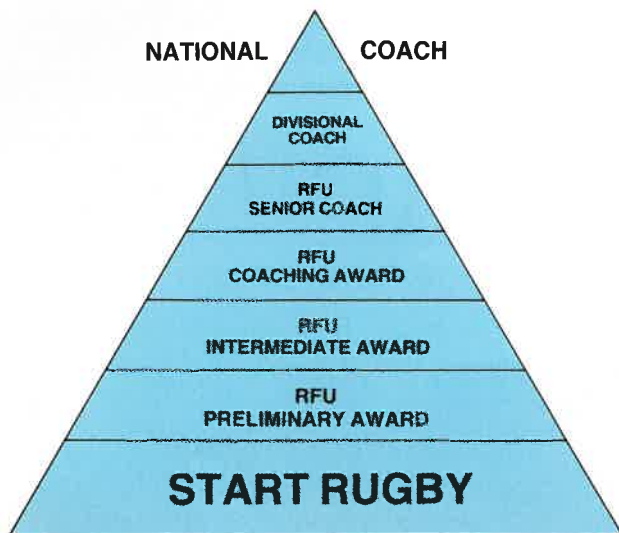 NATIONAL COACH
DIVISIONAL
COACH
RFU
SENIOR COACH
RFU
COACHING AWARD
RFU
INTERMEDIATE AWARD
RFU
PRELIMINARY AWARD
START RUGBY